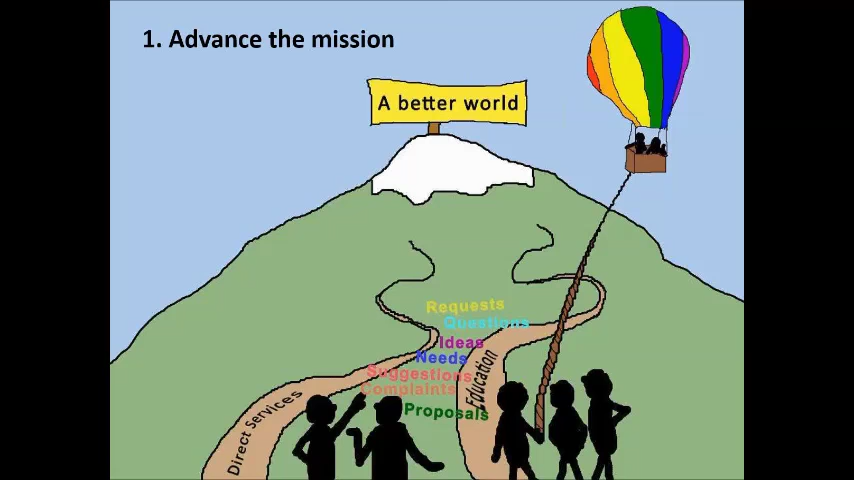 1. Advance the mission
A better world
Requests
Questions
Ideas
Needs
Suggestions
Complaints
Proposals
Education
Direct Services